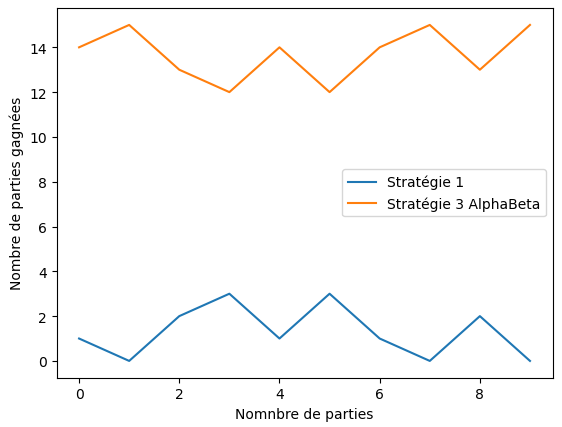 Nombre de parties gagnées
14
12
10
8
6
4
2
0
Stratégie 1
Stratégie 3 AlphaBeta
0 2 4 6 8
Nomnbre de parties